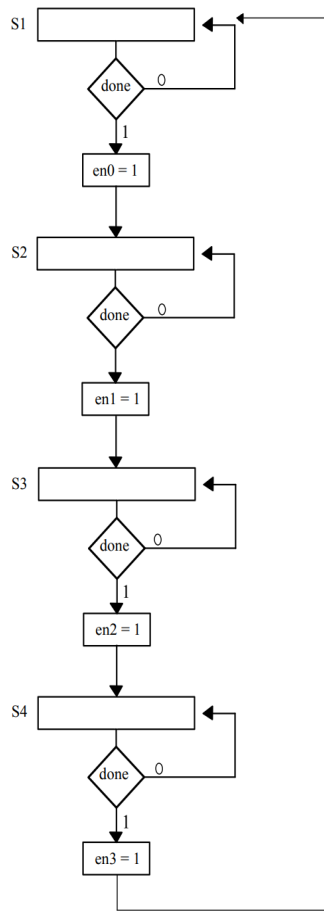 S1
done
0
1
en0 = 1
S2
done
0
en1 = 1
S3
done
0
1
en2 = 1
S4
done
0
1
en3 = 1